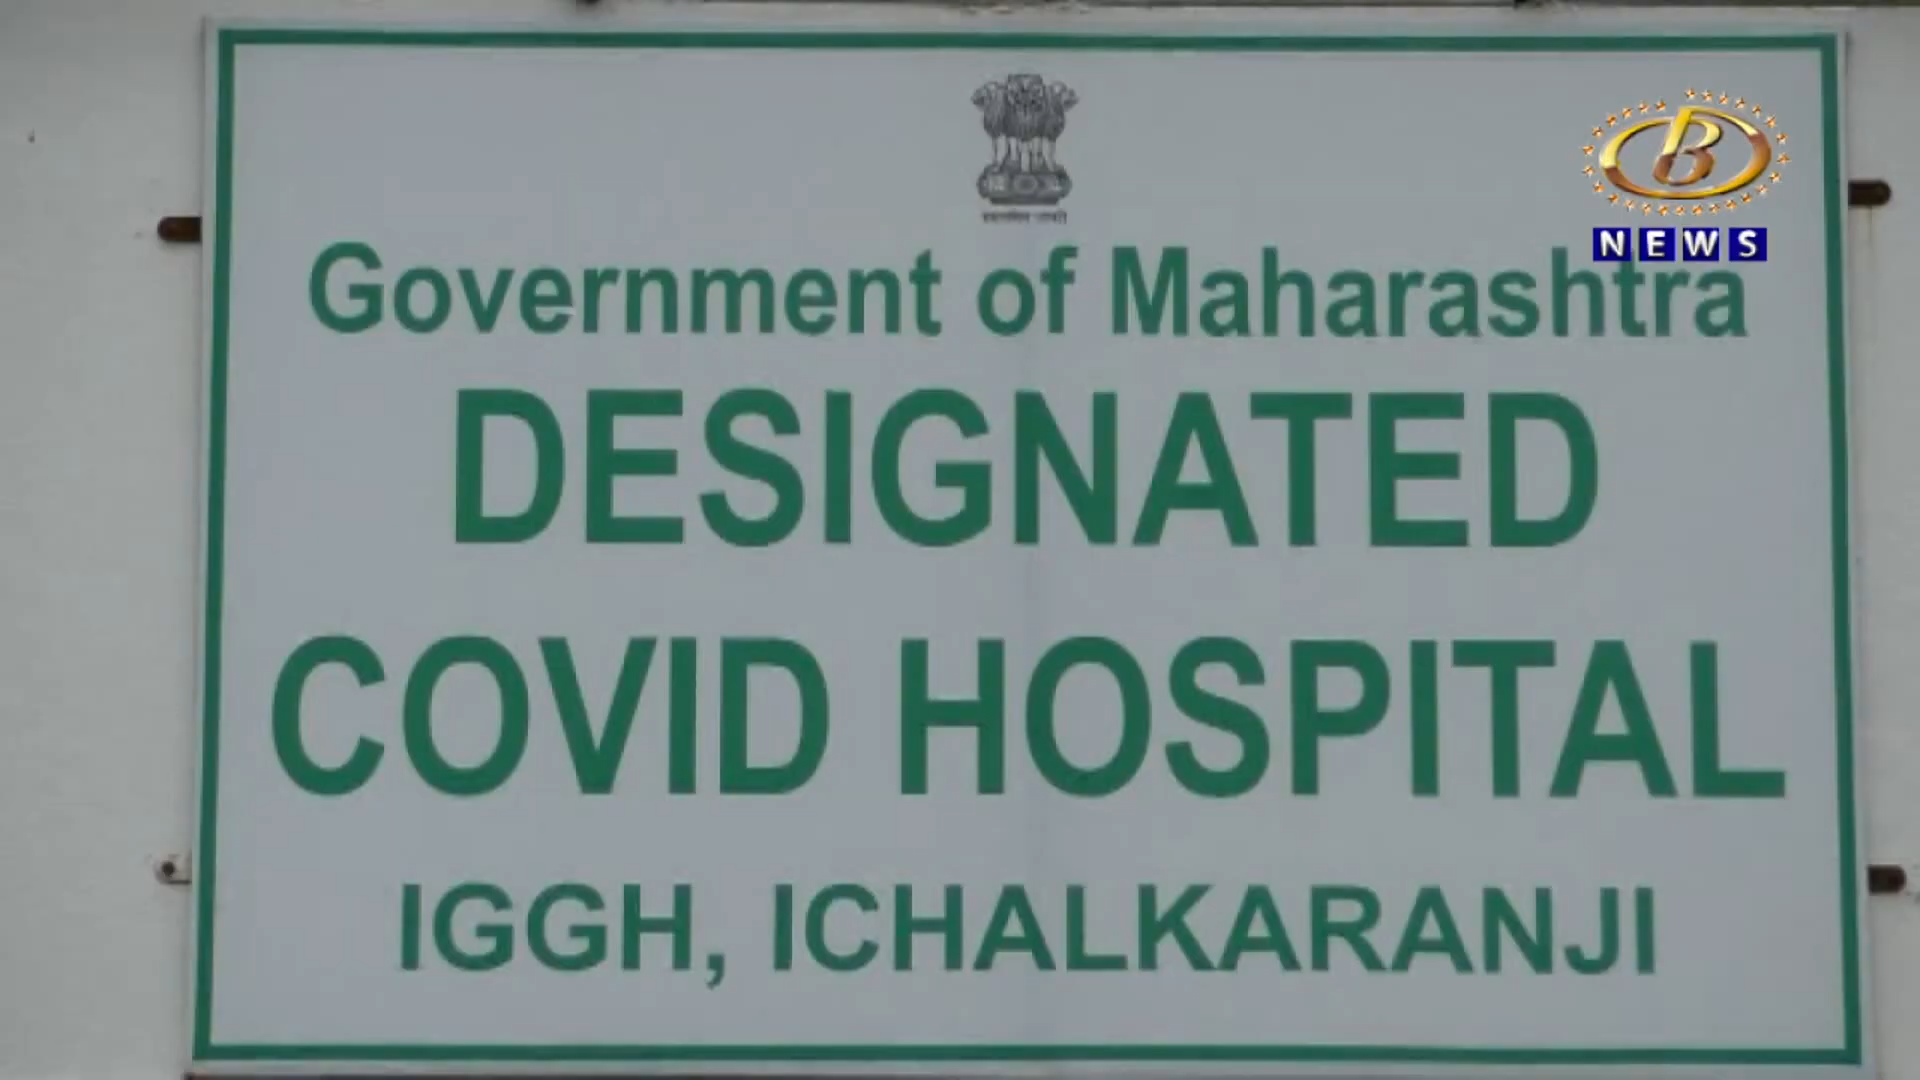 B
NEWS
Government of Maharashtra
DESIGNATED
COVID HOSPITAL
IGGH, ICHALKARANJI